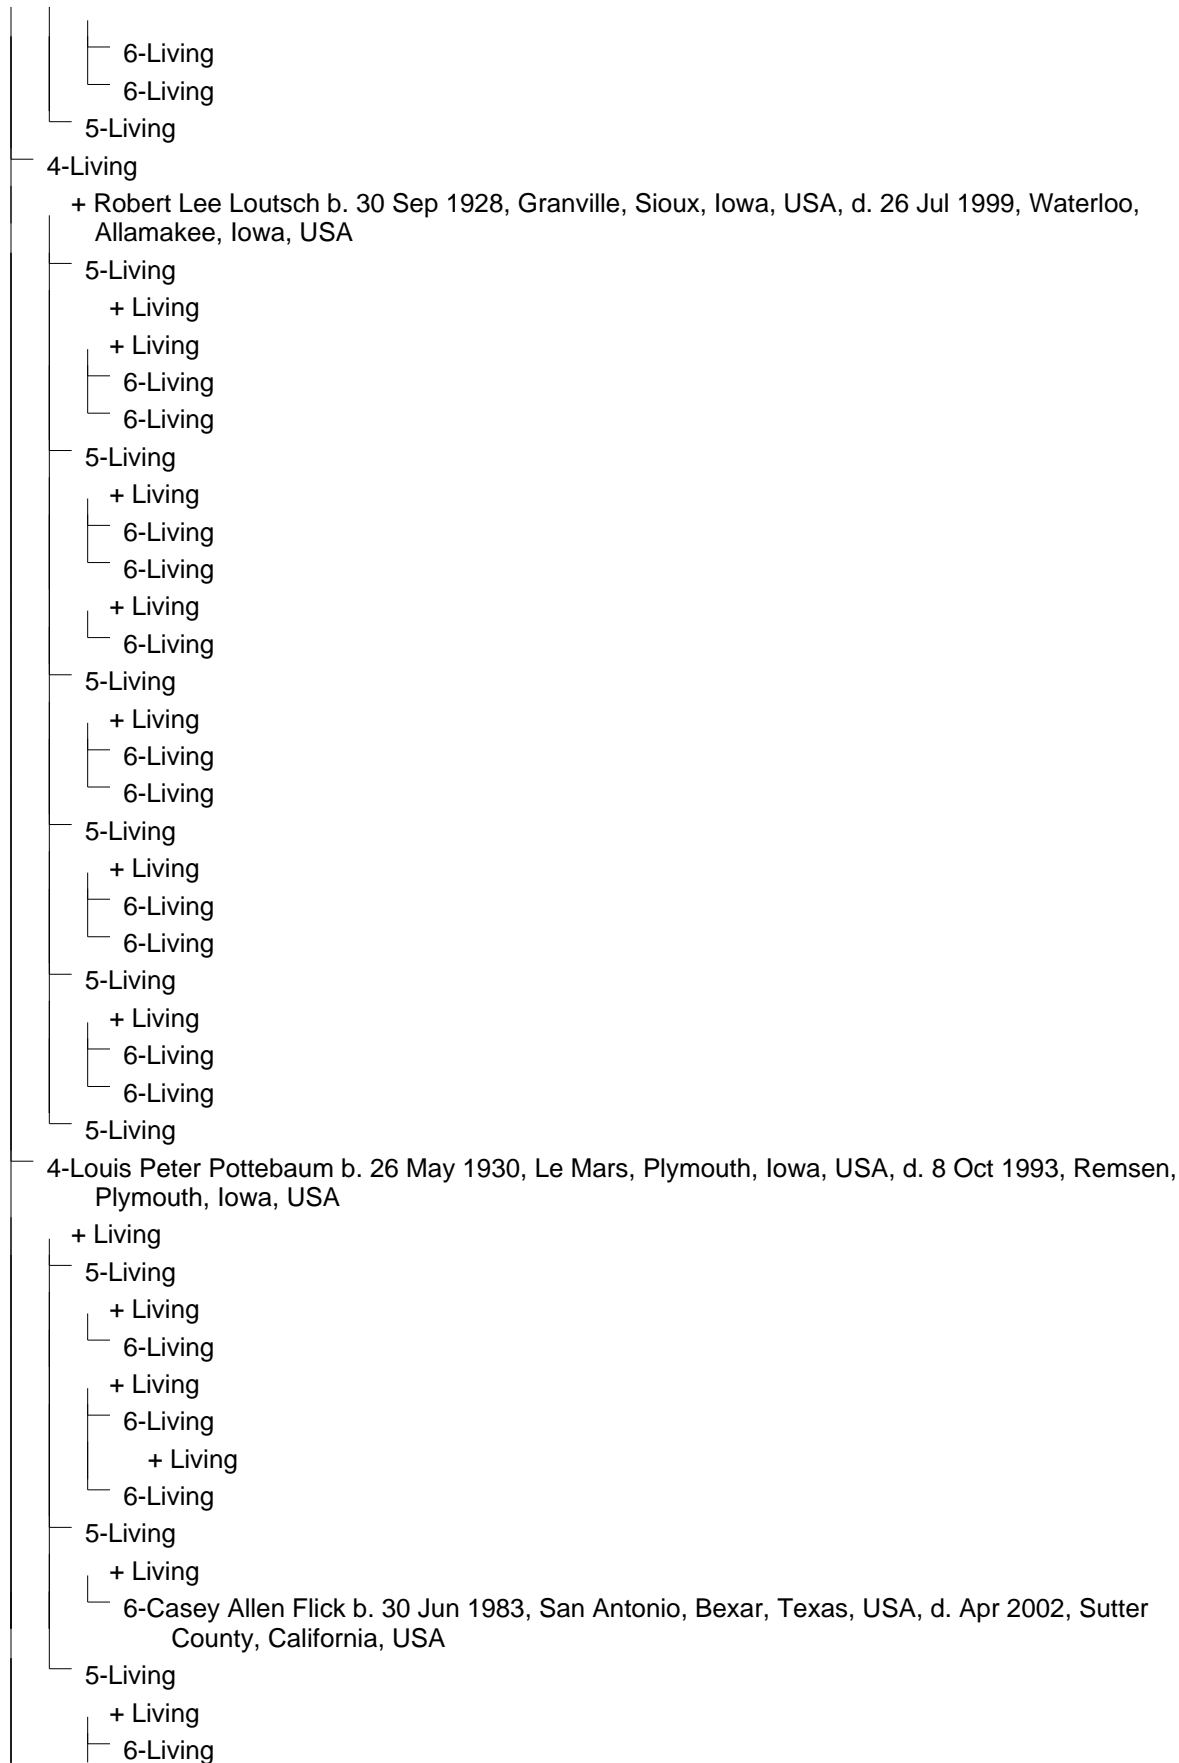 6-Living
6-Living
5-Living
4-Living
+ Robert Lee Loutsch b. 30 Sep 1928, Granville, Sioux, Iowa, USA, d. 26 Jul 1999, Waterloo,
Allamakee, Iowa, USA
5-Living
+ Living
+ Living
6-Living
6-Living
5-Living
+ Living
6-Living
6-Living
+ Living
6-Living
5-Living
+ Living
6-Living
6-Living
5-Living
+ Living
6-Living
6-Living
5-Living
+ Living
6-Living
6-Living
5-Living
4-Louis Peter Pottebaum b. 26 May 1930, Le Mars, Plymouth, Iowa, USA, d. 8 Oct 1993, Remsen,
Plymouth, Iowa, USA
+ Living
5-Living
+ Living
6-Living
+ Living
6-Living
+ Living
6-Living
5-Living
+ Living
6-Casey Allen Flick b. 30 Jun 1983, San Antonio, Bexar, Texas, USA, d. Apr 2002, Sutter
County, California, USA
5-Living
+ Living
6-Living